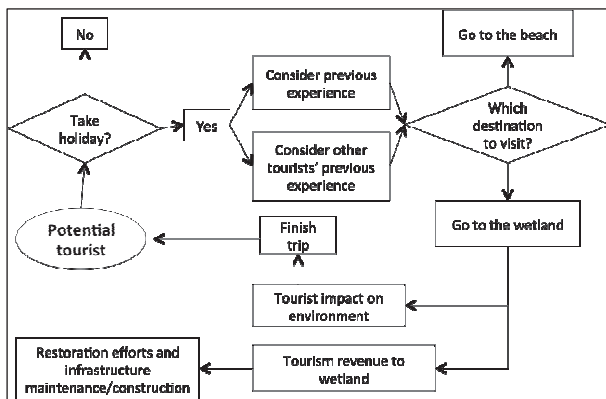 No
Go to the beach
Take
holiday?
Yes
Consider previous
experience
Consider other
tourists' previous
experience
Which
destination
to visit?
Potential
tourist
Finish
trip
Go to the wetland
Tourist impact on
environment
Restoration efforts and
infrastructure
maintenance/construction
Tourism revenue to
wetland